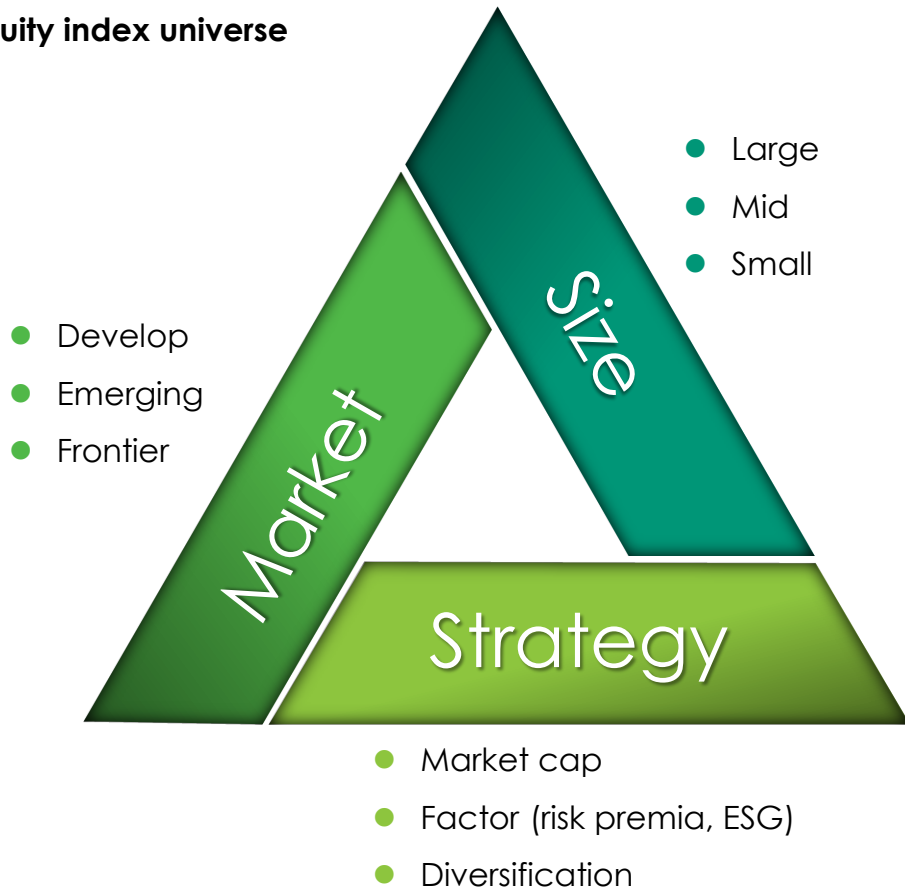 uity index universe
Large
Mid
Small
Size
Develop
Emerging
Frontier
Market
Strategy
Market cap
Factor (risk premia, ESG)
Diversification